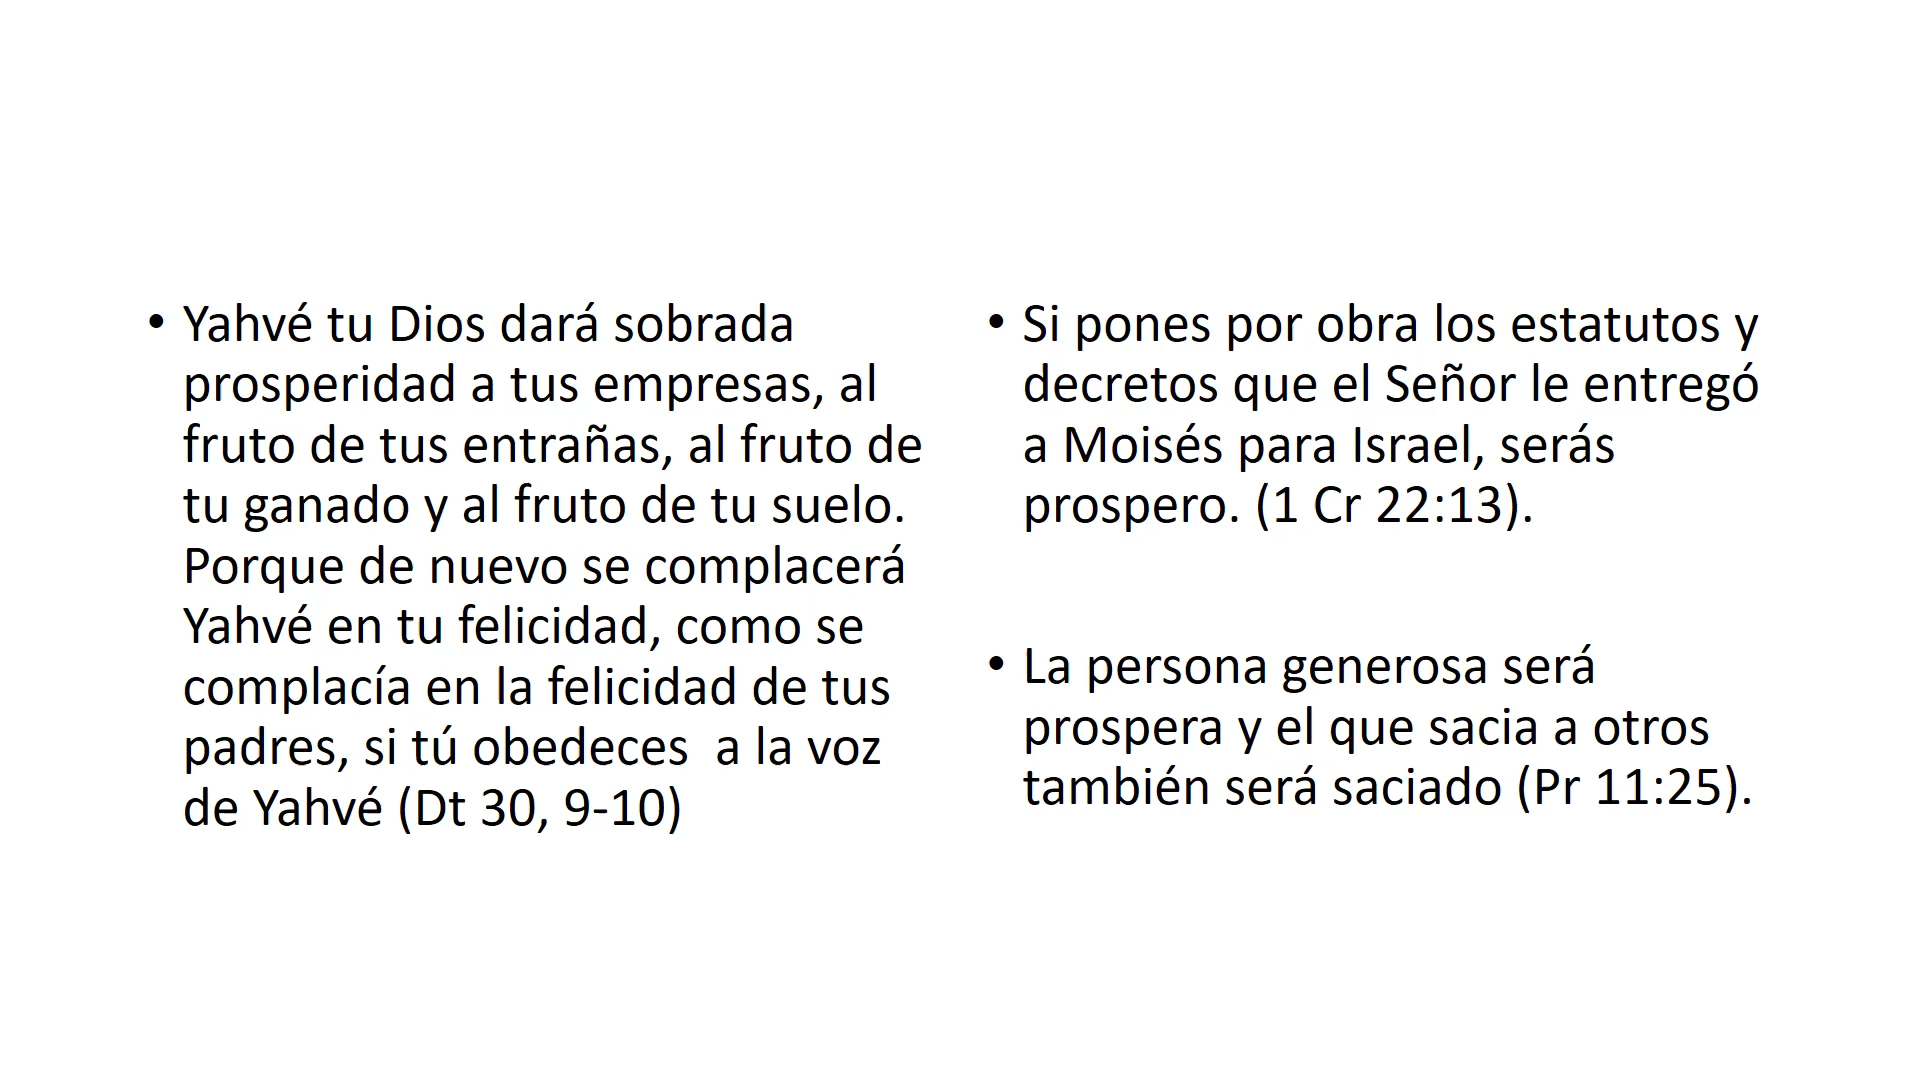 • Yahvé tu Dios dará sobrada
prosperidad a tus empresas, al
fruto de tus entrañas, al fruto de
tu ganado y al fruto de tu suelo.
Porque de nuevo se complacerá
Yahvé en tu felicidad, como se
complacía en la felicidad de tus
padres, si tú obedeces  a la voz
de Yahvé (Dt 30, 9-10)
• Si pones por obra los estatutos y
decretos que el Señor le entregó
a Moisés para Israel, serás
prospero. (1 Cr 22:13).
• La persona generosa será
prospera y el que sacia a otros
también será saciado (Pr 11:25).